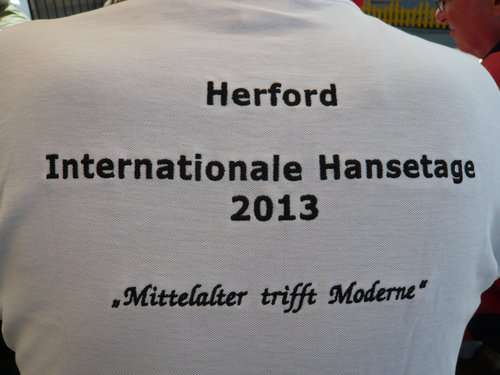 Herford
Internationale Hansetage
2013
„Mittelalter trifft Moderne“